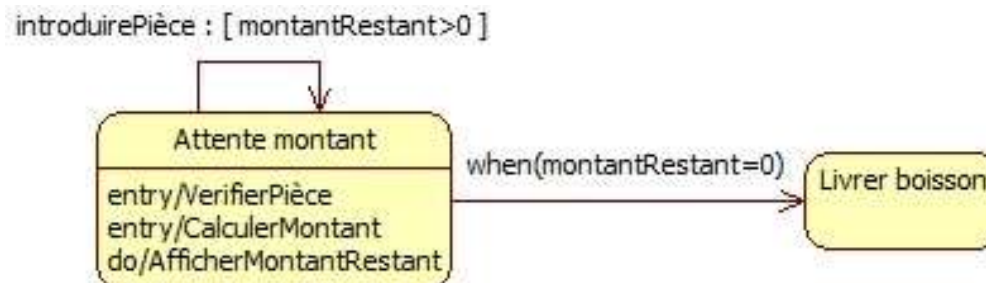 introduirePièce : [ montantRestant>0 ]
Attente montant
entry/VerifierPièce
entry/CalculerMontant
do/AfficherMontantRestant
when(montantRestant=0)
Livrer boisson